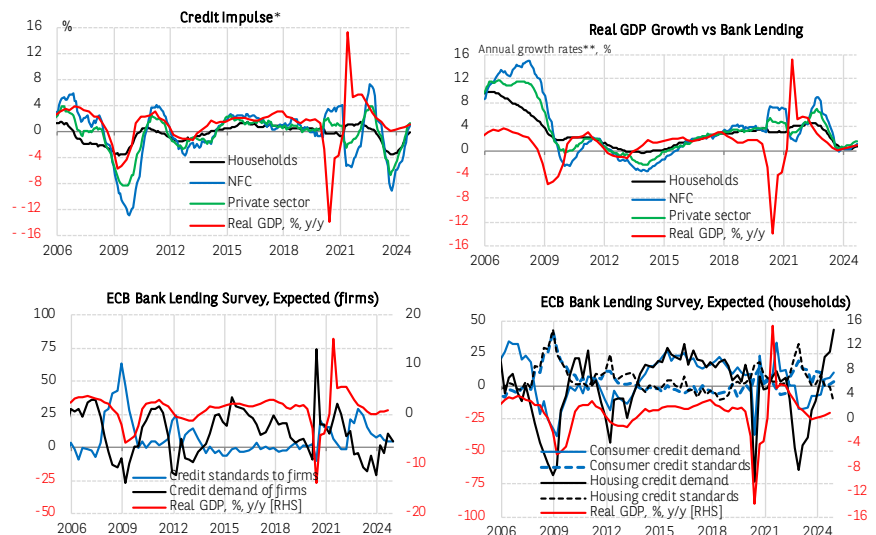 Credit Impulse*
%
16
12
8
4
0
-4
-8
- -12
-16
Households
NFC
Private sector
Real GDP, %, y/y
2006 2009 2012 2015 2018 2021 2024
Real GDP Growth vs Bank Lending
Annual growth rates**, %
16
12
8
4
0
-4
-8
-12
-16
Households
NFC
Private sector
Real GDP, %, y/y
2006 2009 2012 2015 2018 2021 2024
ECB Bank Lending Survey, Expected (firms)
100
75
50
25
0
-25
-50
20
10
0
-10
-20
Credit standards to firms
Credit demand of firms
Real GDP, %, y/y [RHS]
2006 2009 2012 2015 2018 2021 2024
ECB Bank Lending Survey, Expected (households)
50
25
0
-25
-50
-75
-100
16
12
8
4
0
-4
-8
-12
-16
Consumer credit demand
Consumer credit standards
Housing credit demand
Housing credit standards
Real GDP, %, y/y [RHS]
2006 2009 2012 2015 2018 2021 2024